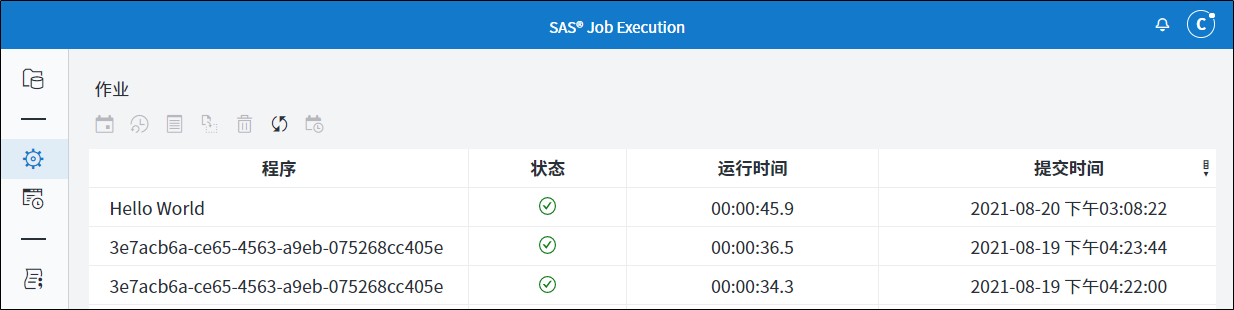 SAS® Job Execution
C
作业
程序 状态 运行时间 提交时间
Hello World 00:00:45.9 2021-08-20 下午03:08:22
3e7acb6a-ce65-4563-a9eb-075268cc405e 00:00:36.5 2021-08-19 下午04:23:44
3e7acb6a-ce65-4563-a9eb-075268cc405e 00:00:34.3 2021-08-19 下午04:22:00